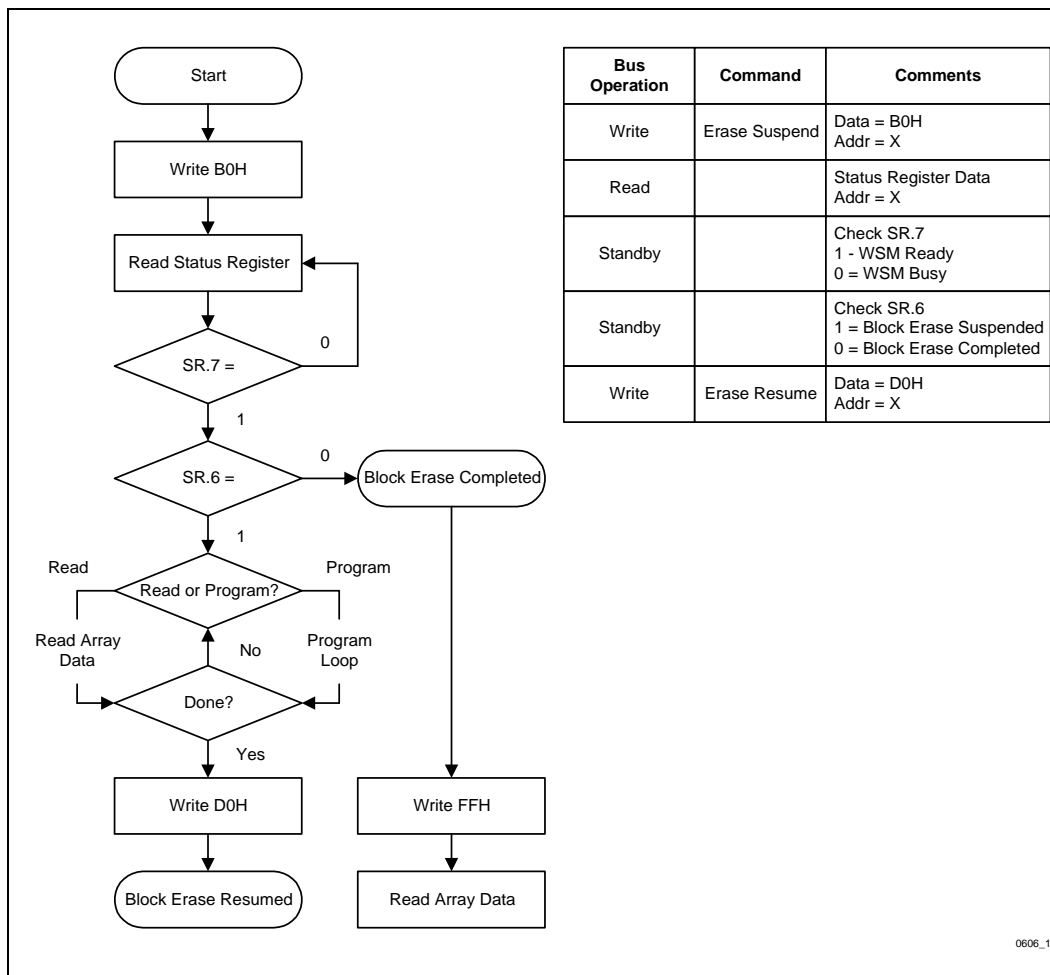 Start
Write B0H
Read Status Register
0
SR.7 =
1
0
SR.6 =
Block Erase Completed
1
Read
Program
Read or Program?
Read Array
Data
No
Program
Loop
Done?
Yes
Write D0H
Write FFH
Block Erase Resumed
Read Array Data
Bus
Operation
Command
Comments
Write
Erase Suspend
Data = B0H
Addr = X
Read
Status Register Data
Addr = X
Standby
Check SR.7
1 - WSM Ready
0 = WSM Busy
Standby
Check SR.6
1 = Block Erase Suspended
0 = Block Erase Completed
Write
Erase Resume
Data = D0H
Addr = X